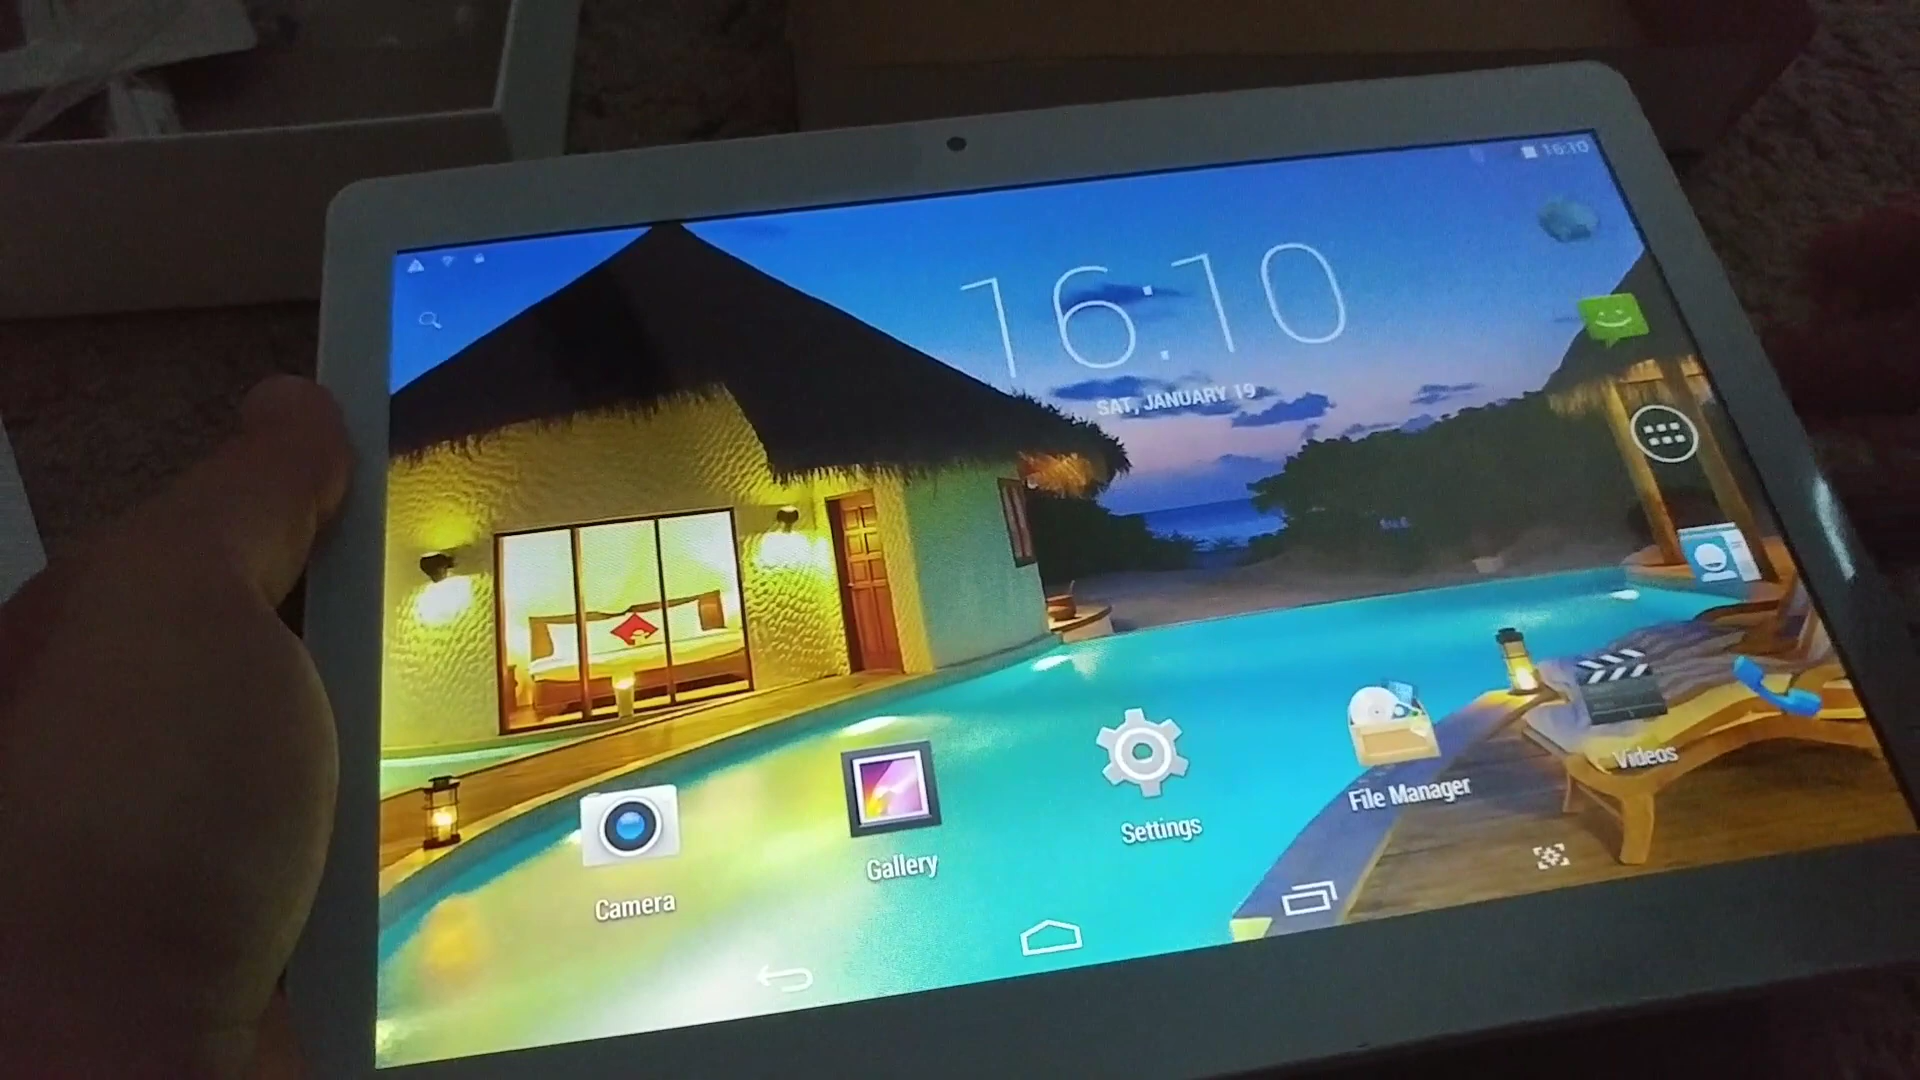 16:10
16:10
SAT, JANUARY 19
Camera
Gallery
Settings
File Manager
Videos